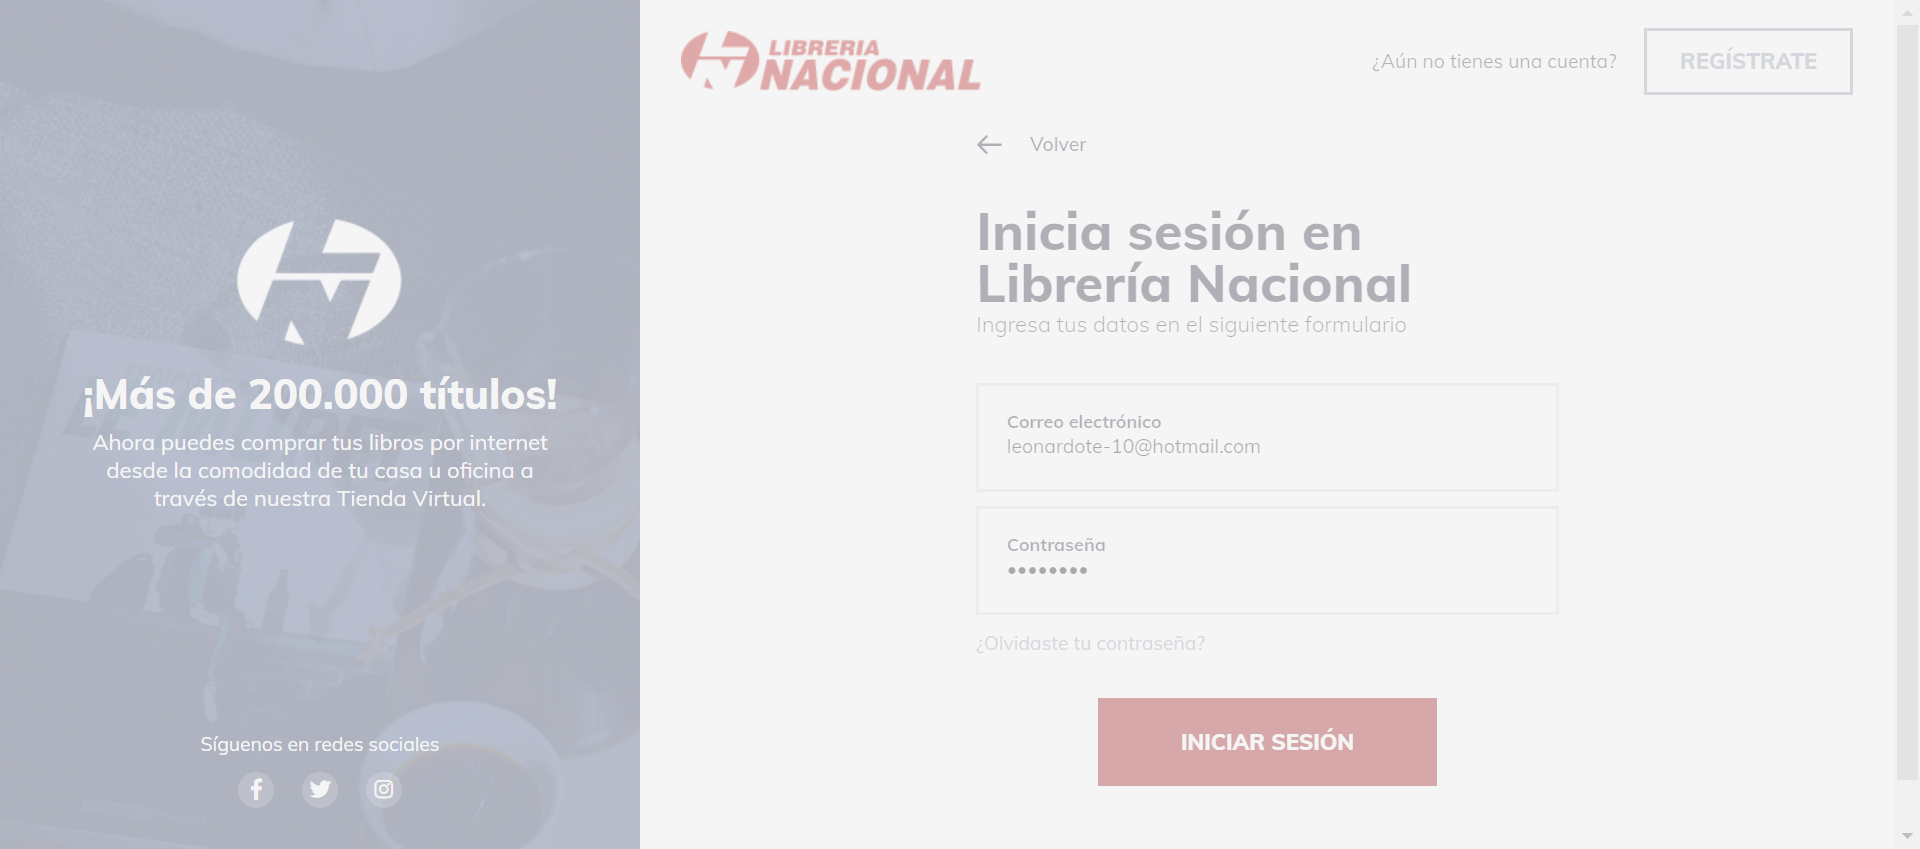 LIBRERIA
NACIONAL
¿Aún no tienes una cuenta?
REGÍSTRATE
Volver
Inicia sesión en
Librería Nacional
Ingresa tus datos en el siguiente formulario
Correo electrónico
leonardote-10@hotmail.com
Contraseña
••••••••
¿Olvidaste tu contraseña?
INICIAR SESIÓN
¡Más de 200.000 títulos!
Ahora puedes comprar tus libros por internet
desde la comodidad de tu casa u oficina a
través de nuestra Tienda Virtual.
Síguenos en redes sociales